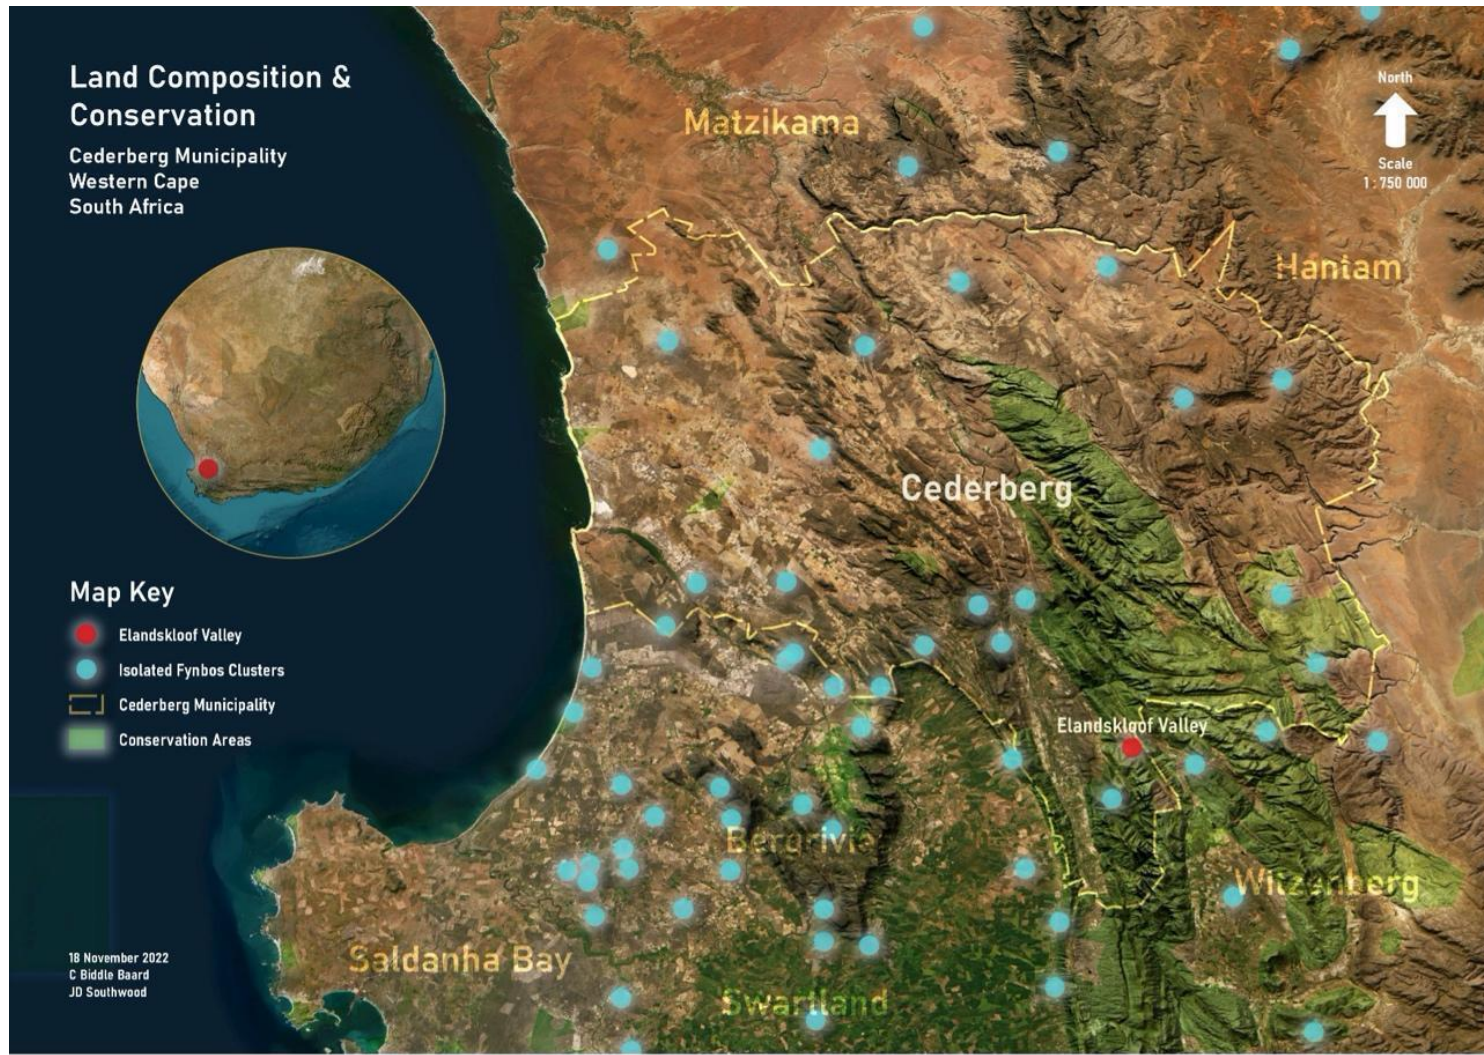 Land Composition &
Conservation
Cederberg Municipality
Western Cape
South Africa
Map Key
Elandskloof Valley
Isolated Fynbos Clusters
Cederberg Municipality
Conservation Areas
18 November 2022
C Biddle Baard
JD Southwood
North
Scale
1 : 750 000
Matzikama
Hantam
Cederberg
Elandskloof Valley
Bergrivie
Witzenberg
Saldanha Bay
Swartland